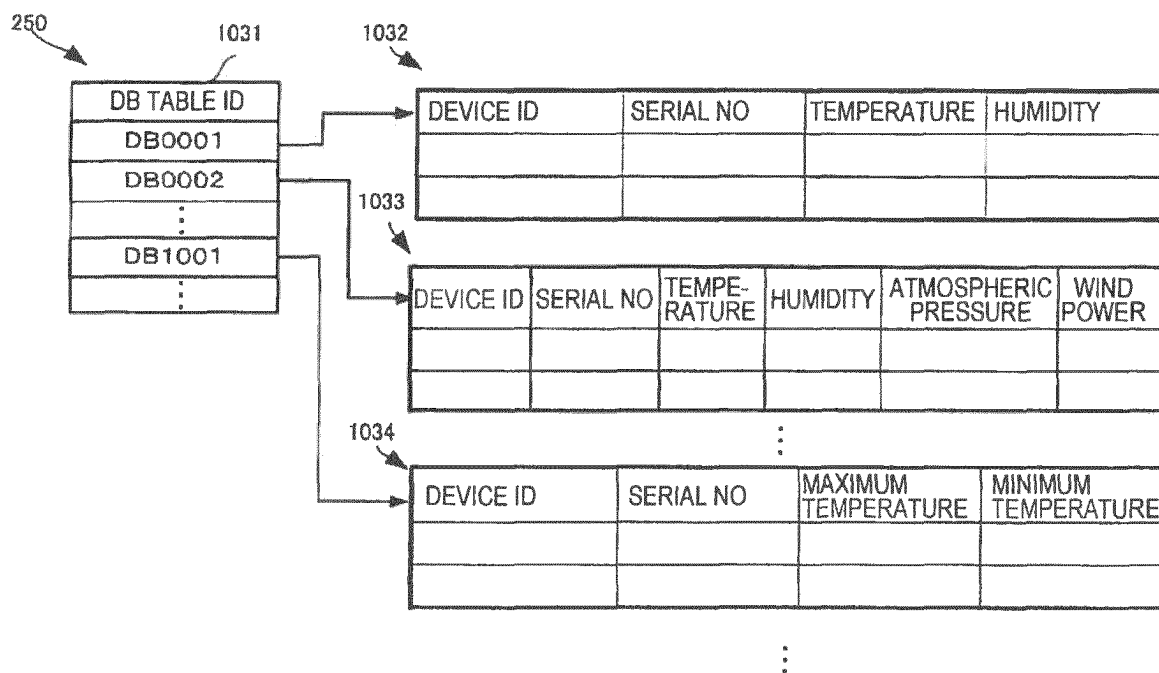 250
1031
DB TABLE ID
DB0001
DB0002
DB1001
1032
DEVICE ID SERIAL NO TEMPERATURE HUMIDITY
1033
DEVICE ID SERIAL NO TEMPE-
RATURE HUMIDITY ATMOSPHERIC
PRESSURE WIND
POWER
1034
DEVICE ID SERIAL NO MAXIMUM
TEMPERATURE MINIMUM
TEMPERATURE